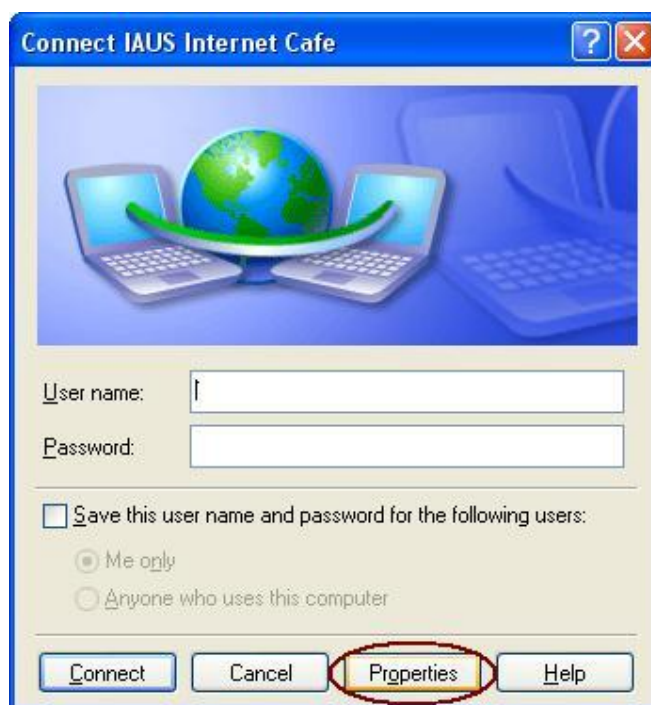 Connect IAUS Internet Cafe
User name:
Password:
Save this user name and password for the following users:
Me only
Anyone who uses this computer
Connect Cancel Properties Help